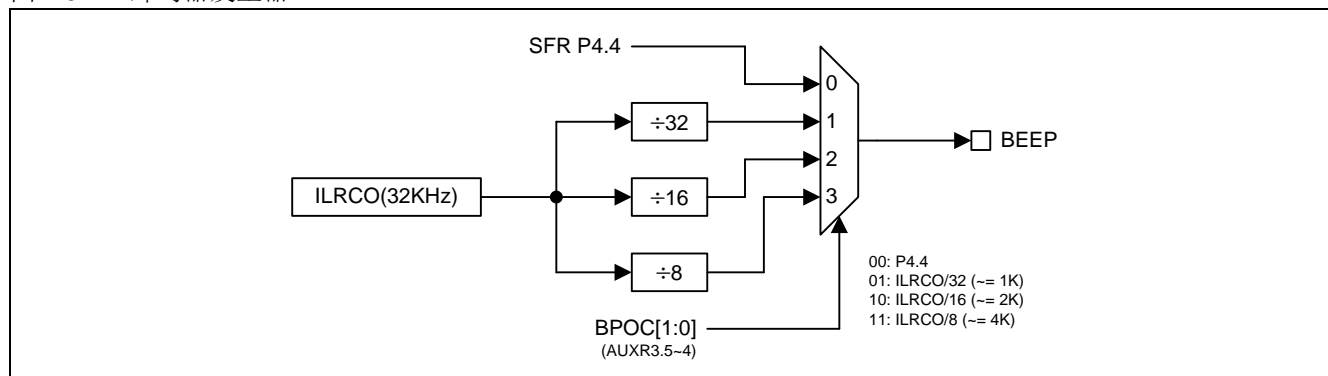 SFR P4.4
0
÷32
1
BEEP
÷16
2
ILRCO(32KHz)
3
÷8
00: P4.4
01: ILRCO/32 (~= 1K)
10: ILRCO/16 (~= 2K)
11: ILRCO/8 (~= 4K)
BPOC[1:0]
(AUXR3.5~4)